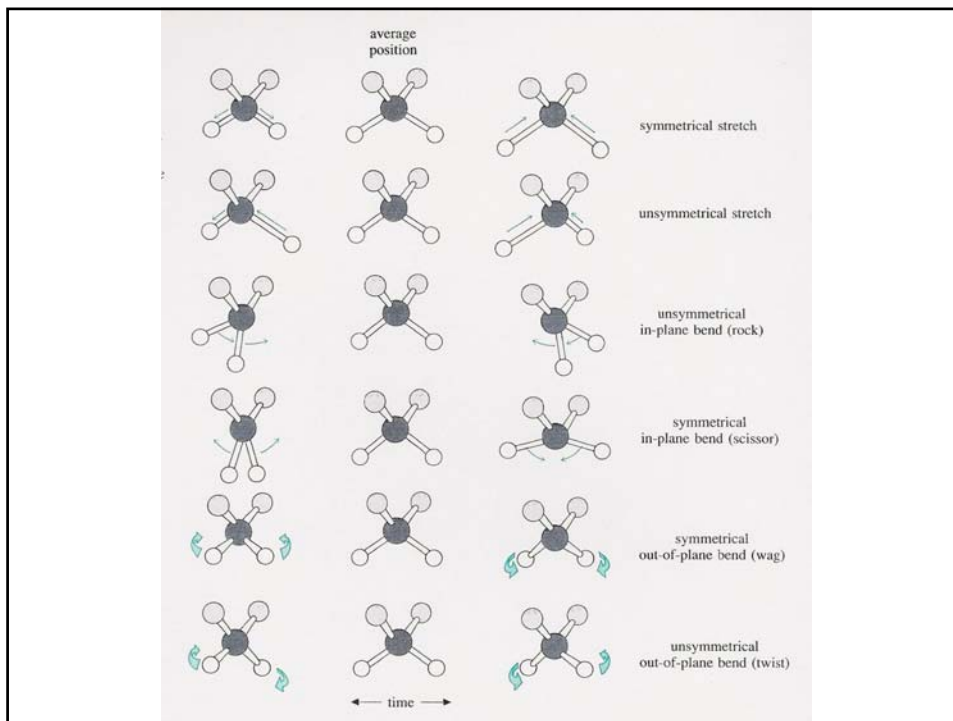 average
position
symmetrical stretch
e
unsymmetrical stretch
unsymmetrical
in-plane bend (rock)
symmetrical
in-plane bend (scissor)
symmetrical
out-of-plane bend (wag)
unsymmetrical
out-of-plane bend (twist)
time